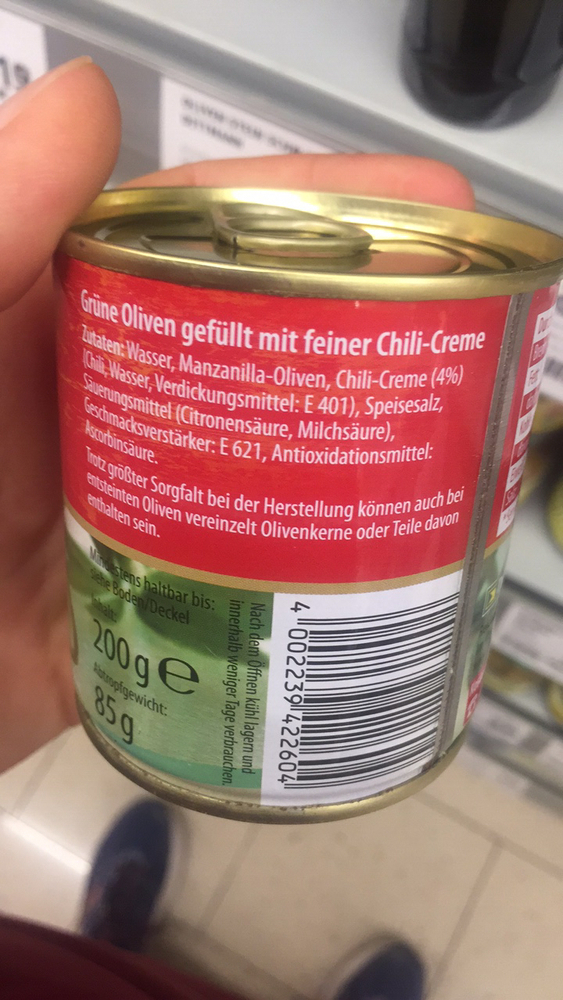 19
Grüne Oliven gefüllt mit feiner Chili-Creme
Zutaten: Wasser, Manzanilla-Oliven, Chili-Creme (4%)
(Chili, Wasser, Verdickungsmittel: E 401), Speisesalz,
Säuerungsmittel (Citronensäure, Milchsäure),
Geschmacksverstärker: E 621, Antioxidationsmittel:
Ascorbinsäure.
Trotz größter Sorgfalt bei der Herstellung können auch bei
entsteinten Oliven vereinzelt Olivenkerne oder Teile davon
enthalten sein.
Mindestens haltbar bis:
siehe Boden/Deckel
Inhalt:
200 g e
Abtropfgewicht:
85 g
Nach dem Öffnen kühl lagern und
innerhalb weniger Tage verbrauchen.
4 002239 422604